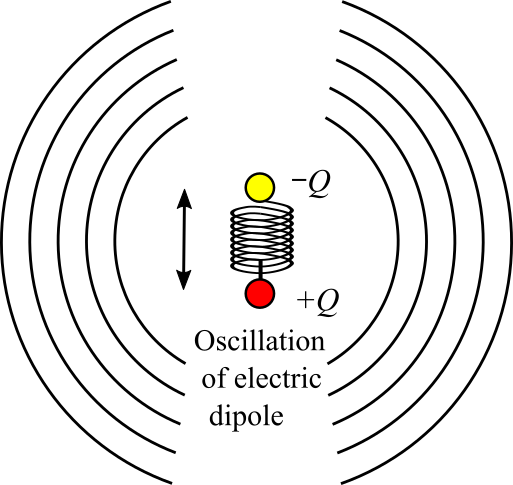 −Q
+Q
Oscillation
of electric
dipole